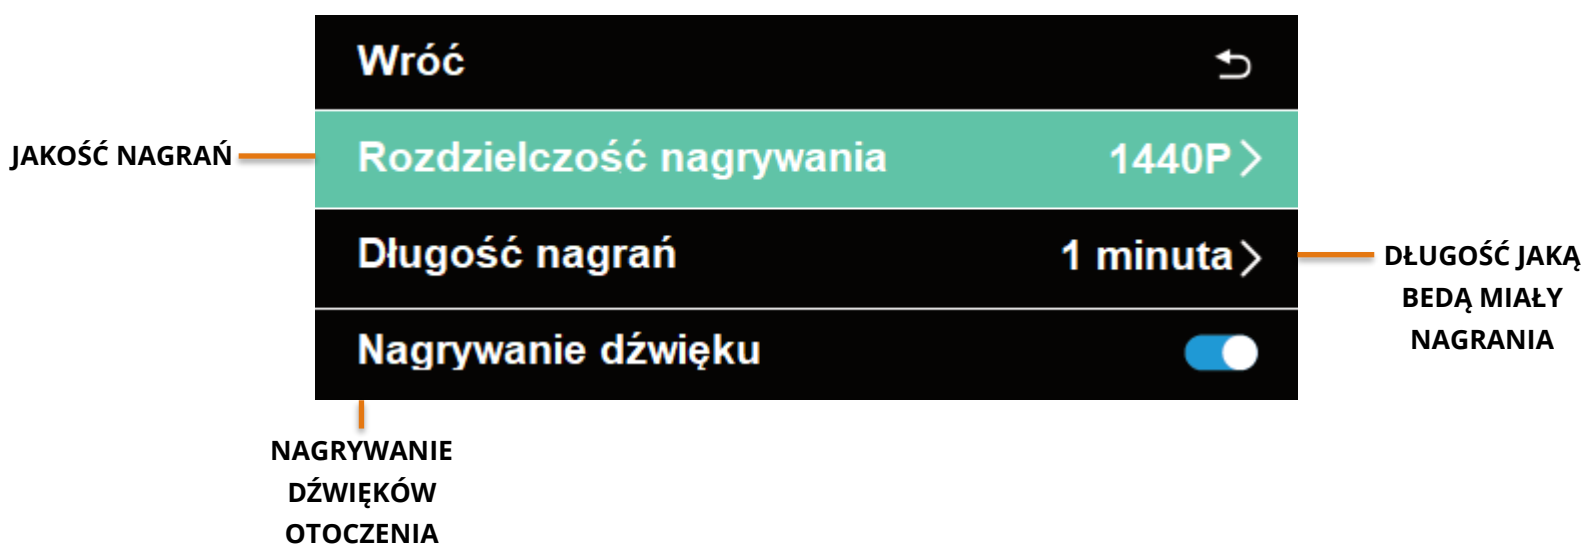 Wróć
JAKOŚĆ NAGRAŃ
Rozdzielczość nagrywania 1440P
Długość nagrań 1 minuta
DŁUGOŚĆ JAKĄ
BEDĄ MIAŁY
NAGRANIA
Nagrywanie dźwięku
NAGRYWANIE
DŹWIĘKÓW
OTOCZENIA